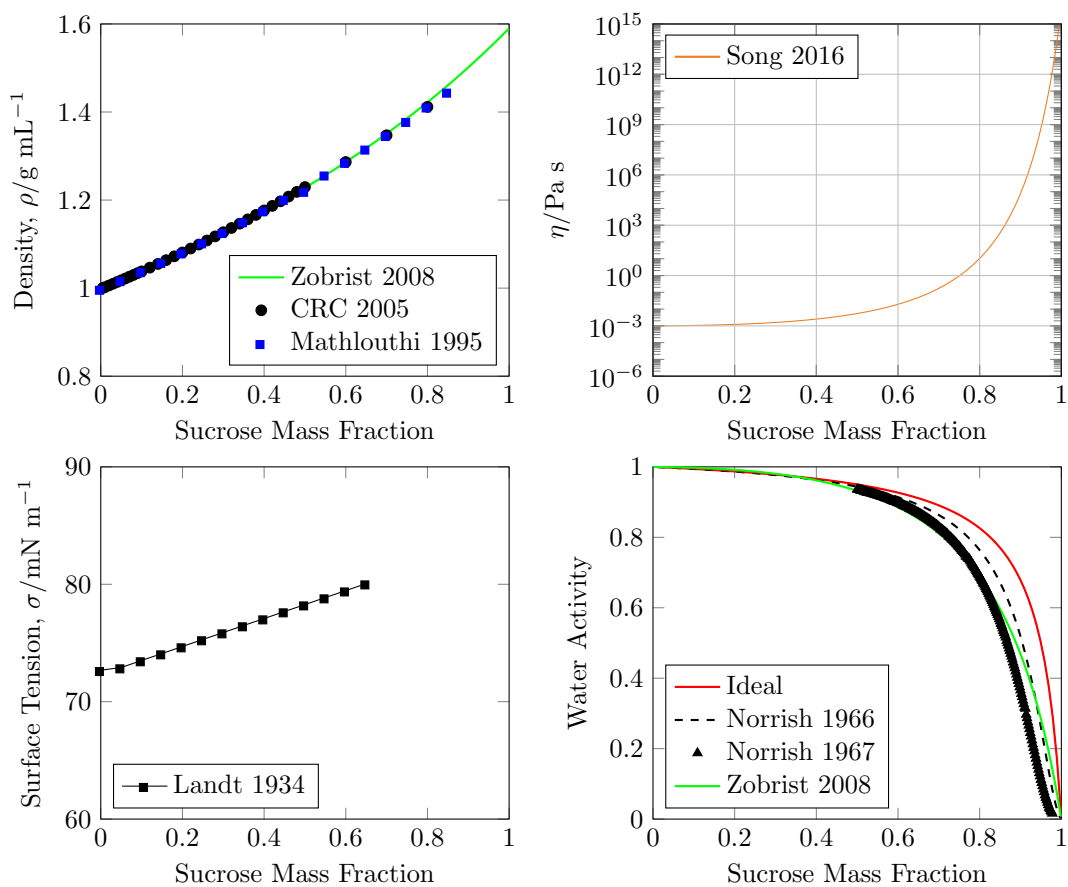 1.6
1.4
1.2
1
0.8
0
0.2
0.4
0.6
0.8
1
Density, ρ/g mL⁻¹
Sucrose Mass Fraction
Zobrist 2008
CRC 2005
Mathlouthi 1995
10¹⁵
10¹²
10⁹
10⁶
10³
10⁰
10⁻³
10⁻⁶
0
0.2
0.4
0.6
0.8
1
η/Pa s
Sucrose Mass Fraction
Song 2016
90
80
70
60
0
0.2
0.4
0.6
0.8
1
Surface Tension, σ/mN m⁻¹
Sucrose Mass Fraction
Landt 1934
1
0.8
0.6
0.4
0.2
0
0
0.2
0.4
0.6
0.8
1
Water Activity
Sucrose Mass Fraction
Ideal
Norrish 1966
Norrish 1967
Zobrist 2008